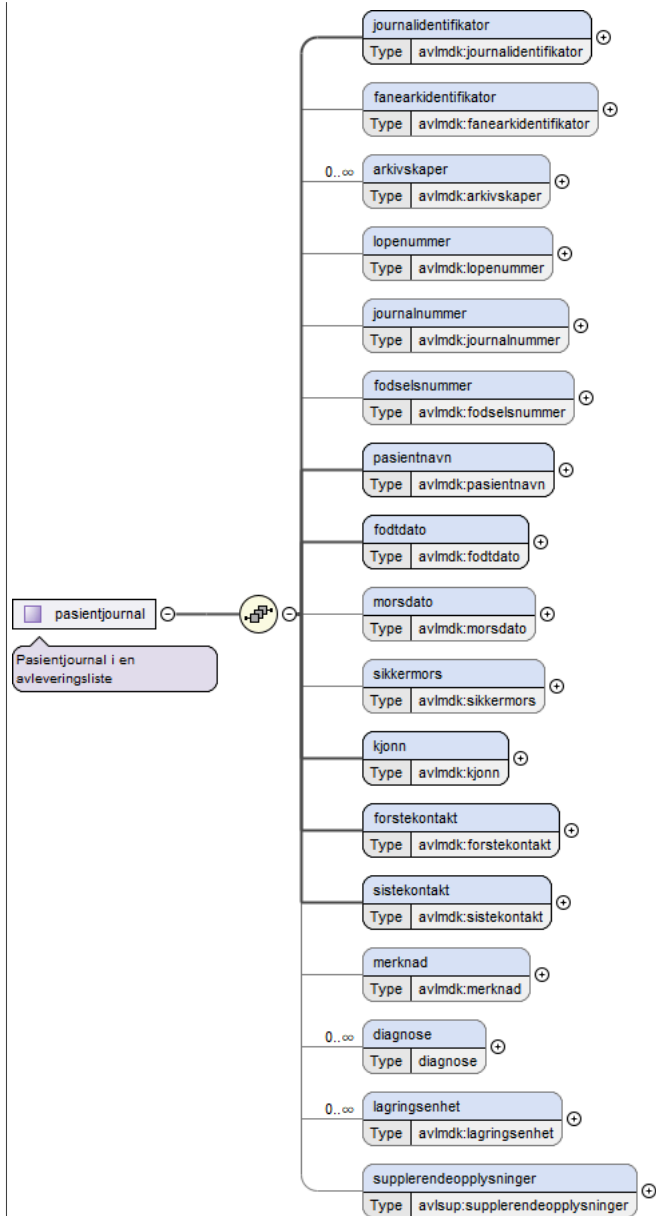 journalidentifikator
Type avlmdk:journalidentifikator
fanearkidentifikator
Type avlmdk:fanearkidentifikator
0..∞
arkivskaper
Type avlmdk:arkivskaper
lopenummer
Type avlmdk:lopenummer
journalnummer
Type avlmdk:journalnummer
fodselsnummer
Type avlmdk:fodselsnummer
pasientnavn
Type avlmdk:pasientnavn
fodtdato
Type avlmdk:fodtdato
pasientjournal
Pasientjournal i en
avleveringsliste
morsdato
Type avlmdk:morsdato
sikkermors
Type avlmdk:sikkermors
kjonn
Type avlmdk:kjonn
forstekontakt
Type avlmdk:forstekontakt
sistekontakt
Type avlmdk:sistekontakt
merknad
Type avlmdk:merknad
0..∞
diagnose
Type diagnose
0..∞
lagringsenhet
Type avlmdk:lagringsenhet
supplerendeopplysninger
Type avlsup:supplerendeopplysninger